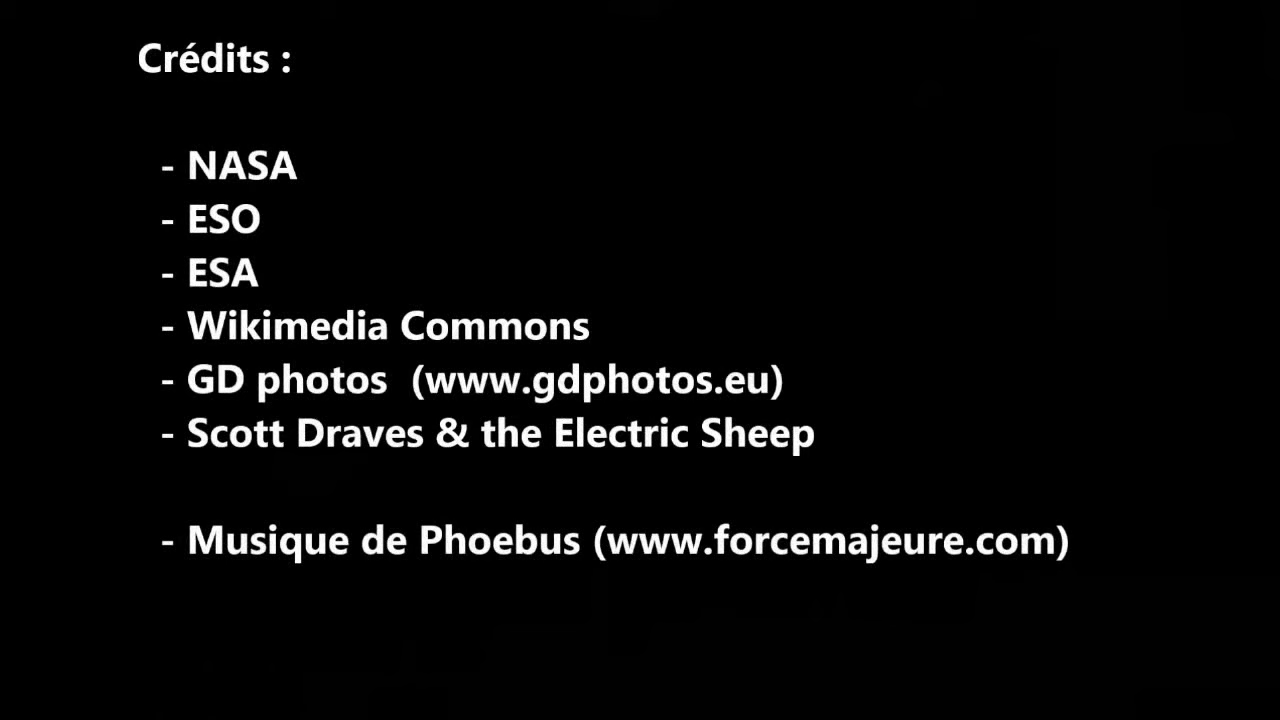 Crédits :
- NASA
- ESO
- ESA
- Wikimedia Commons
- GD photos  (www.gdphotos.eu)
- Scott Draves & the Electric Sheep
- Musique de Phoebus (www.forcemajeure.com)